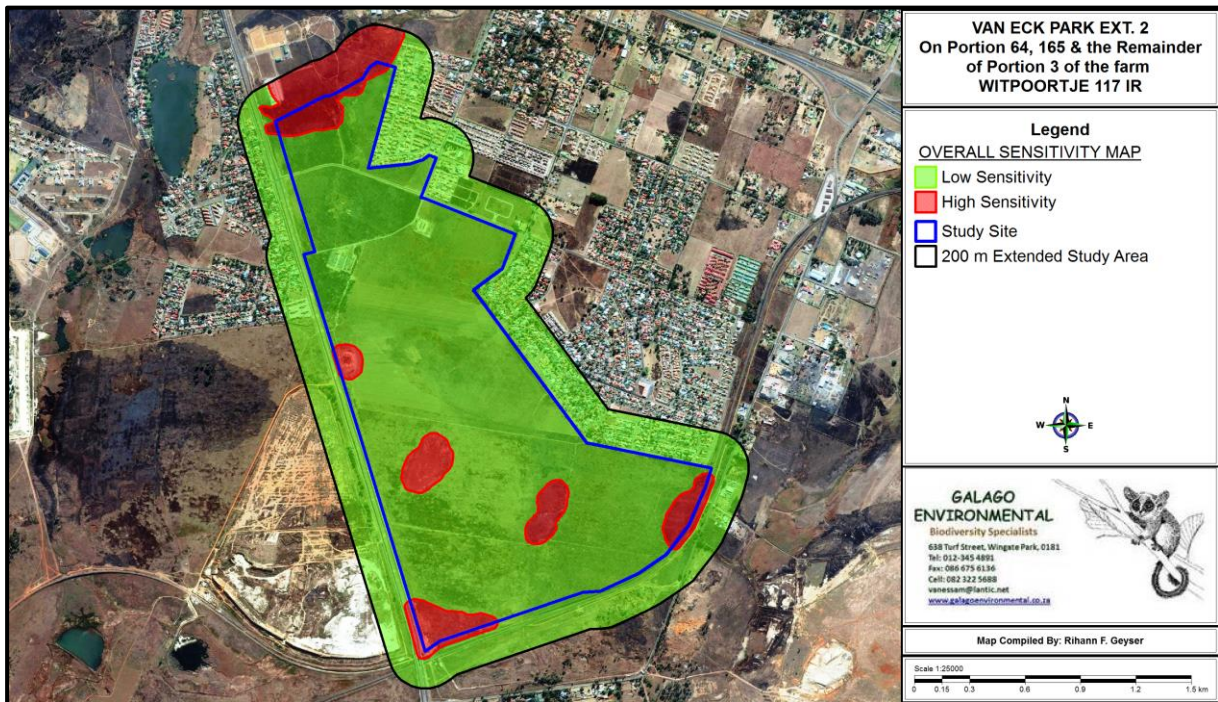 VAN ECK PARK EXT. 2
On Portion 64, 165 & the Remainder
of Portion 3 of the farm
WITPOORTJE 117 IR
Legend
OVERALL SENSITIVITY MAP
Low Sensitivity
High Sensitivity
Study Site
200 m Extended Study Area
N
W E
S
GALAGO
ENVIRONMENTAL
Biodiversity Specialists
638 Turf Street, Wingate Park, 0181
Tel: 012-345 4891
Fax: 086 675 6136
Cell: 082 322 5688
vanessam@lantic.net
www.galagoenvironmental.co.za
Map Compiled By: Rihann F. Geyser
Scale 1:25000
0 0.15 0.3 0.6 0.9 1.2 1.5 km